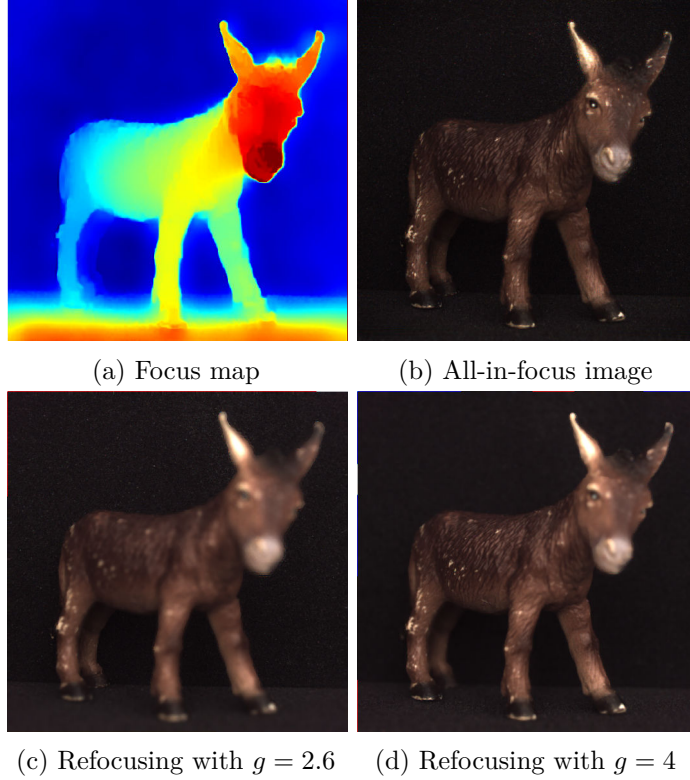 (a) Focus map
(b) All-in-focus image
(c) Refocusing with g = 2.6
(d) Refocusing with g = 4